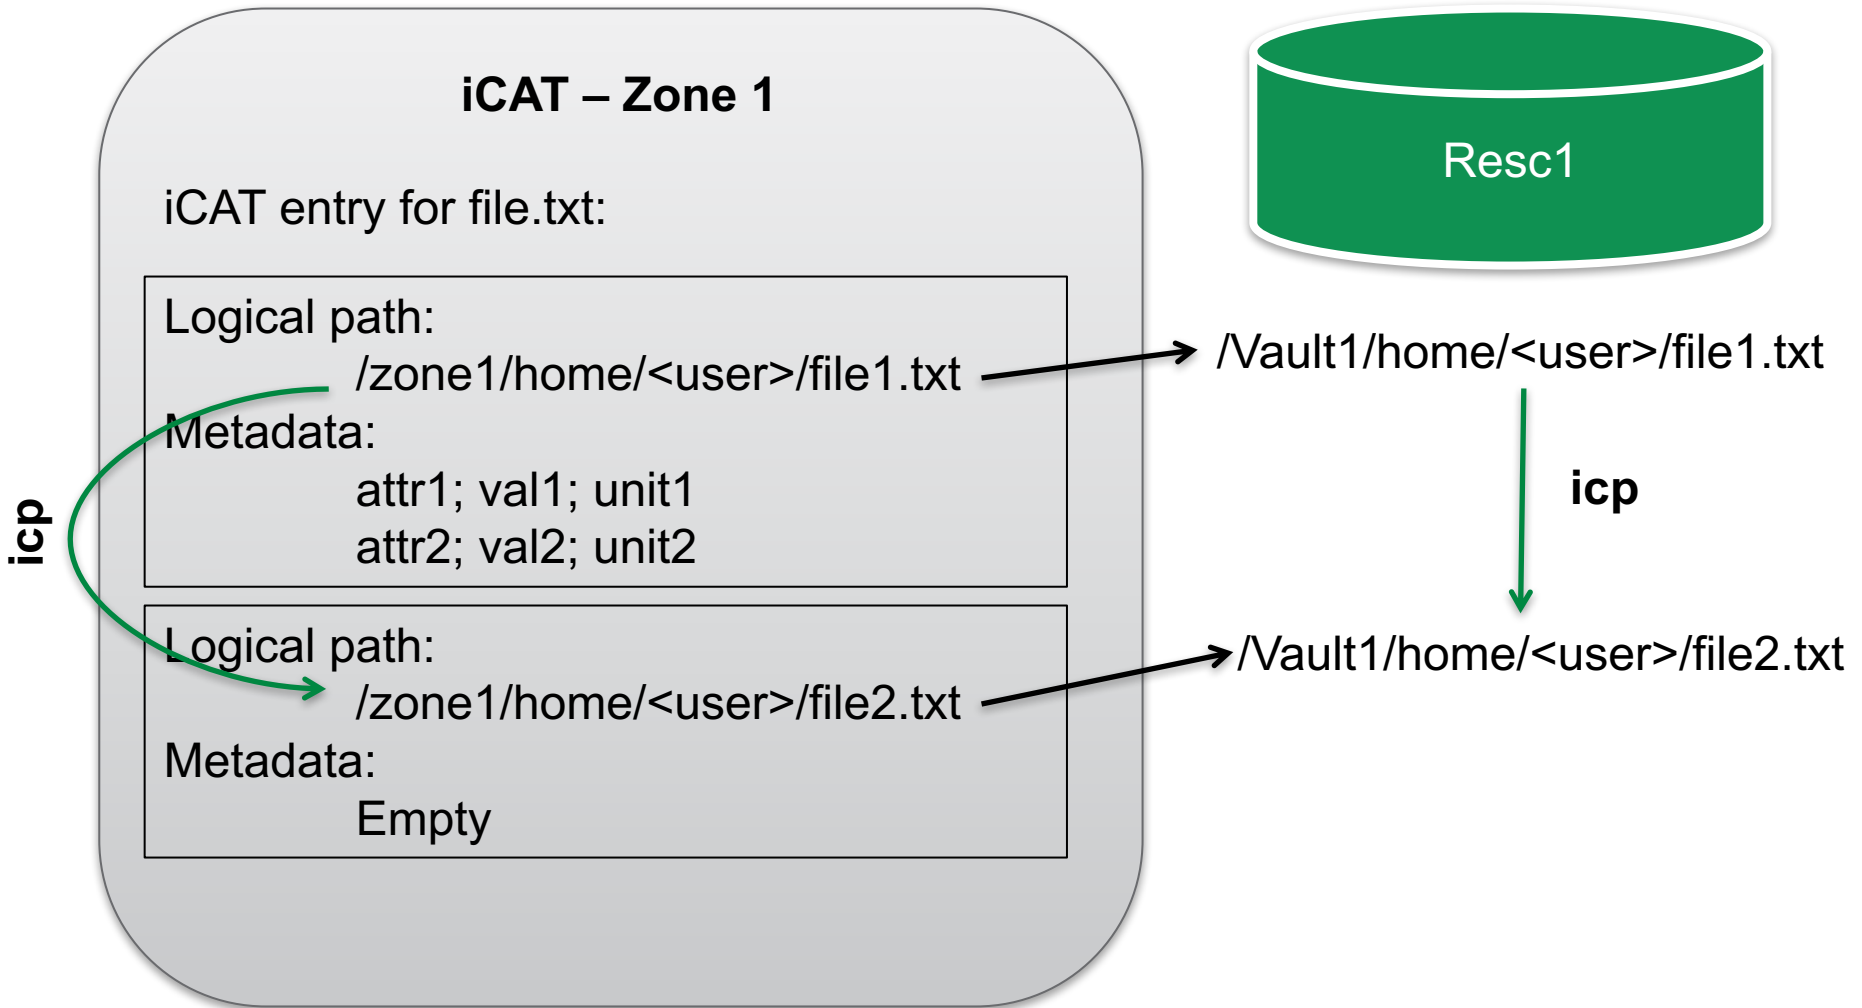 iCAT – Zone 1
iCAT entry for file.txt:
Logical path:
/zone1/home/<user>/file1.txt
Metadata:
attr1; val1; unit1
attr2; val2; unit2
Logical path:
/zone1/home/<user>/file2.txt
Metadata:
Empty
icp
Resc1
/Vault1/home/<user>/file1.txt
icp
/Vault1/home/<user>/file2.txt